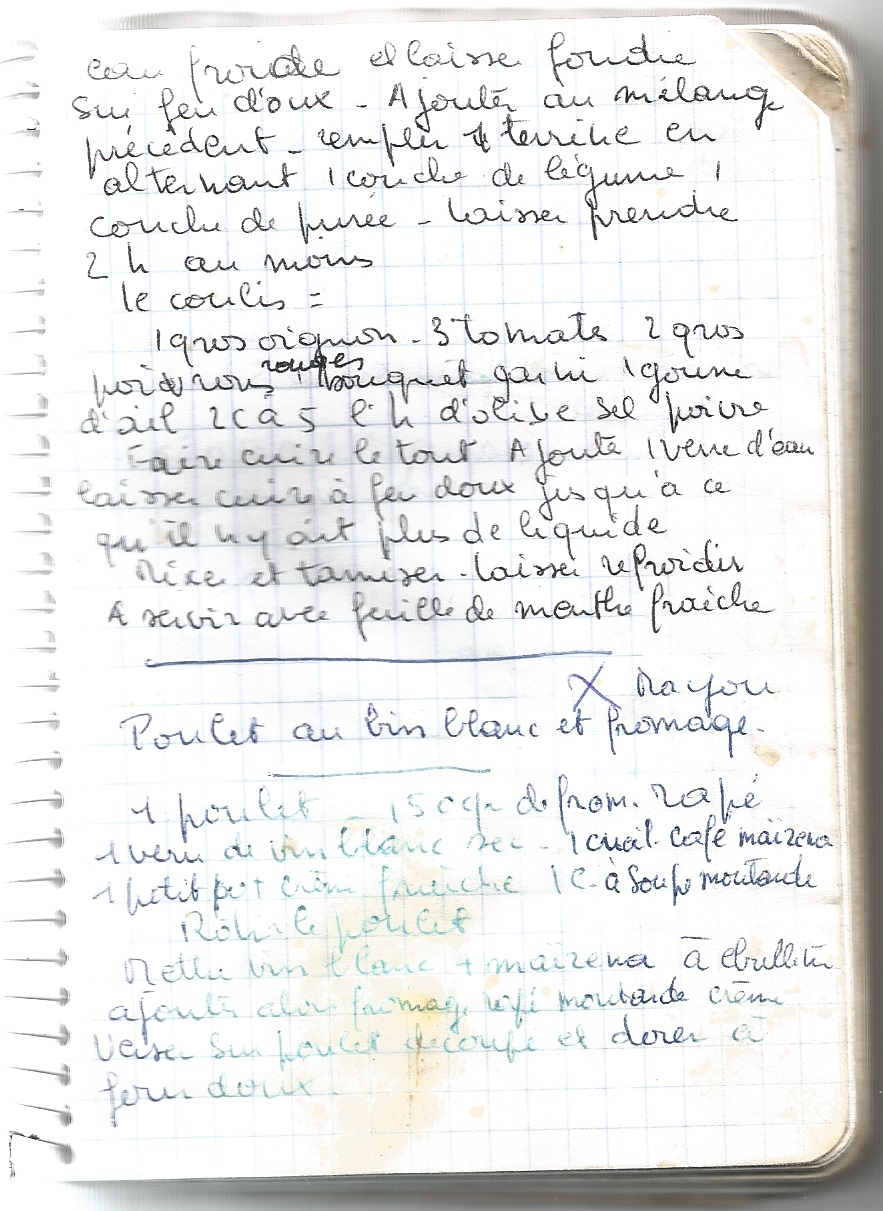 eau froide et laisse fondre
sur feu d'oux - Ajouter au mélange
précédent - remplir terrine en
alternant 1 couche de légume 1
couche de purée - laisser prendre
2 h au moins
le coulis =
1 gros oignon - 3 tomates 2 gros
poivrons rouges 1 bouquet garni 1 gousse
d'ail 2 C à S l'h d'olive sel poivre
Faire cuire le tout Ajoute 1 verre d'eau
laisser cuire à feu doux jusqu'à ce
qu'il n'y ait plus de liquide
Mixer et tamiser - laisser refroidir
A servir avec feuille de menthe fraîche
X Mayou
Poulet au vin blanc et fromage.
1 poulet - 150 gr de from. rapé
1 verre de vin blanc sec - 1 cuil. café maïzena
1 petit pot crème fraiche 1 C. à soupe moutarde
Rôtir le poulet
Mettre vin blanc + maïzena à ebullition
ajouter alors fromage rapé moutarde crème
Verser sur poulet découpé et dorer à
four doux.